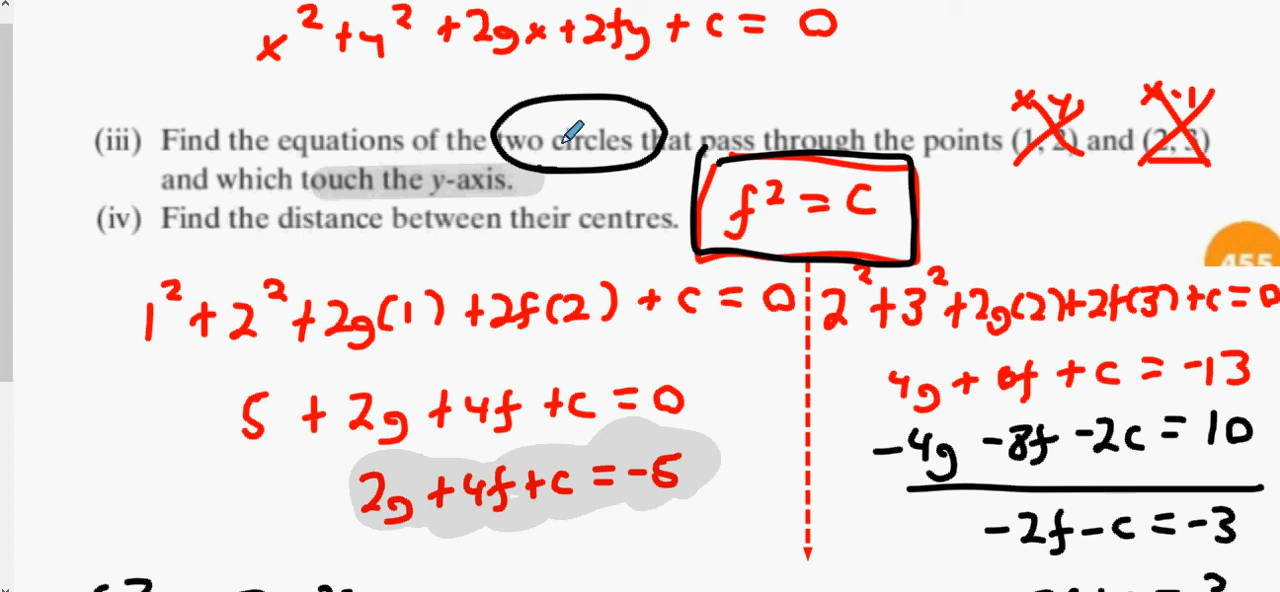 x² + y² + 2gx + 2fy + c = 0
(iii) Find the equations of the two circles that pass through the points (1, 2) and (2, 3)
x y x y
and which touch the y-axis.
f² = c
(iv) Find the distance between their centres.
455
1² + 2² + 2g(1) + 2f(2) + c = 0
2² + 3² + 2g(2) + 2f(3) + c = 0
5 + 2g + 4f + c = 0
4g + 6f + c = -13
2g + 4f + c = -5
-4g - 8f - 2c = 10
-2f - c = -3